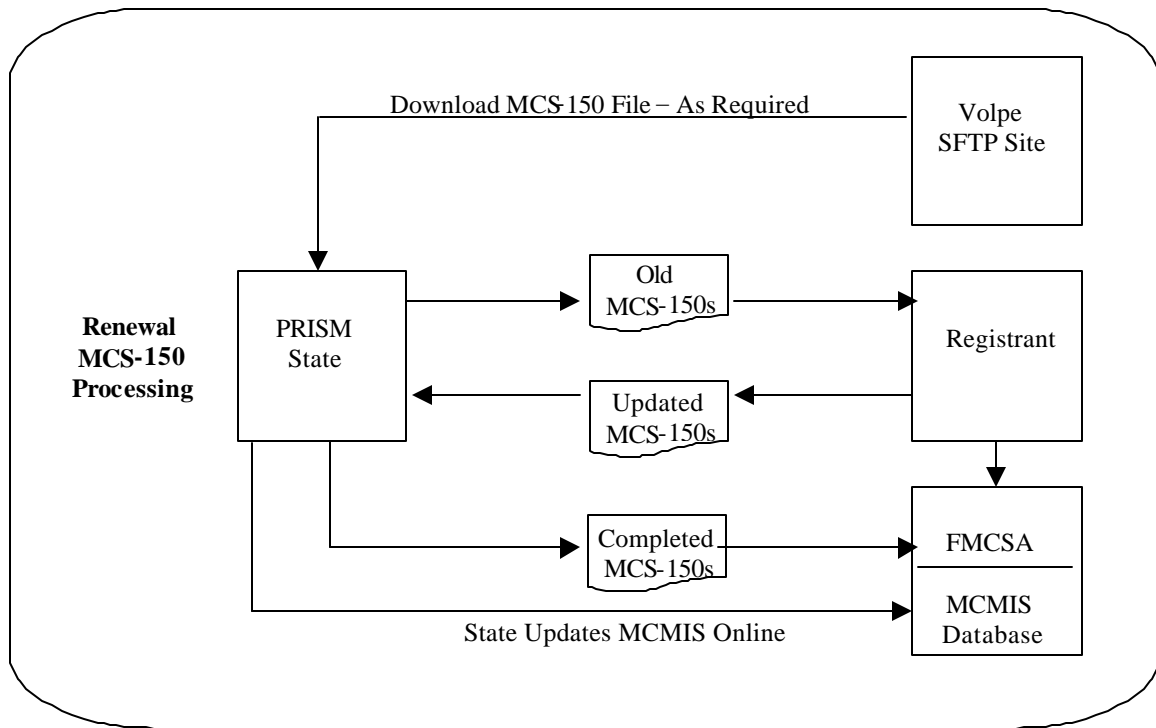 Download MCS-150 File – As Required
Volpe
SFTP Site
Old
MCS-150s
Renewal
MCS-150
Processing
PRISM
State
Registrant
Updated
MCS-150s
Completed
MCS-150s
FMCSA
MCMIS
Database
State Updates MCMIS Online